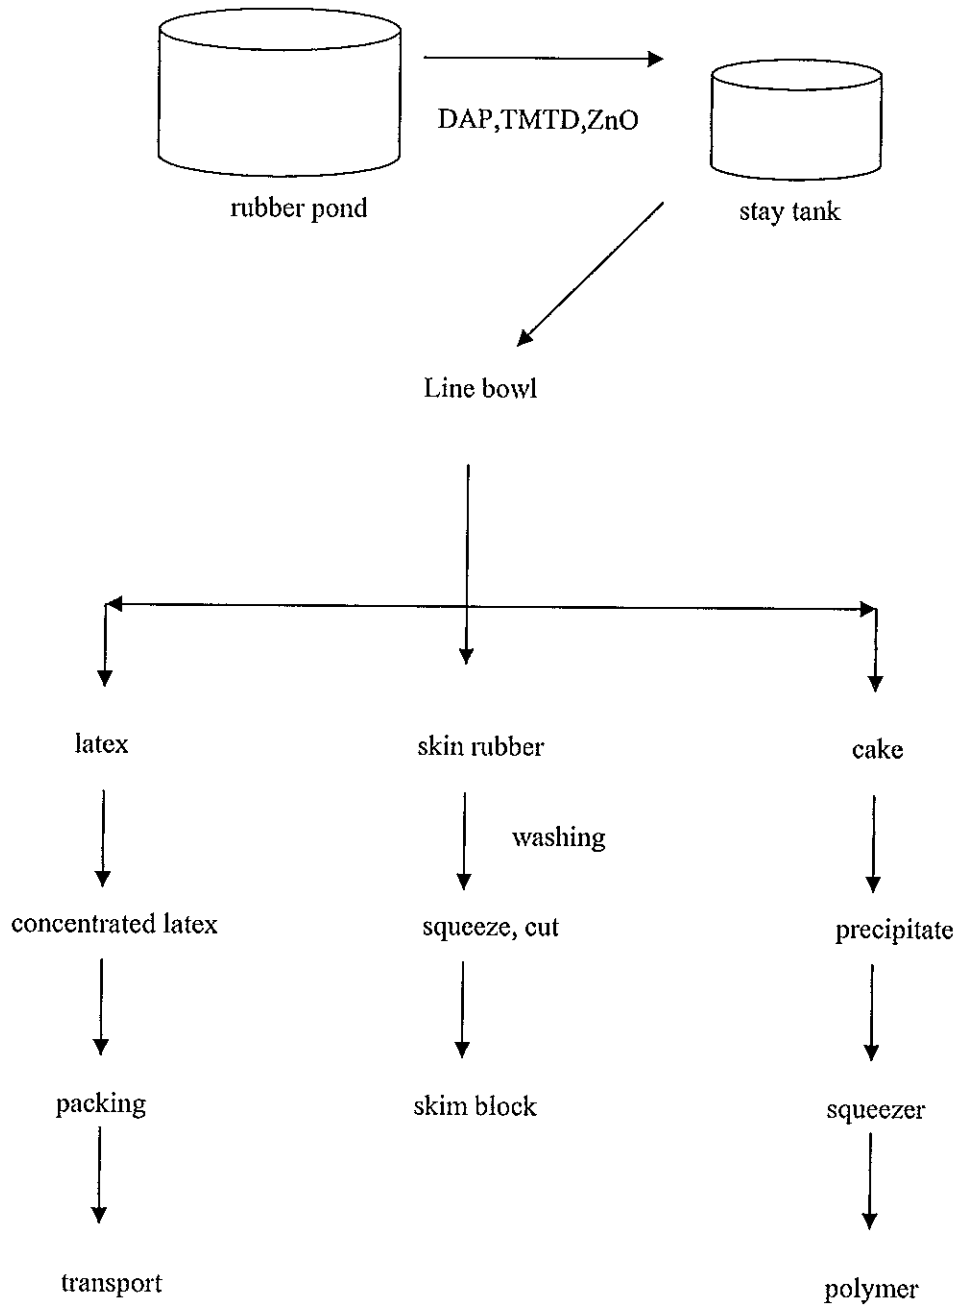 DAP,TMTD,ZnO
rubber pond
stay tank
Line bowl
latex
skin rubber
cake
washing
concentrated latex
squeeze, cut
precipitate
packing
skim block
squeezer
transport
polymer